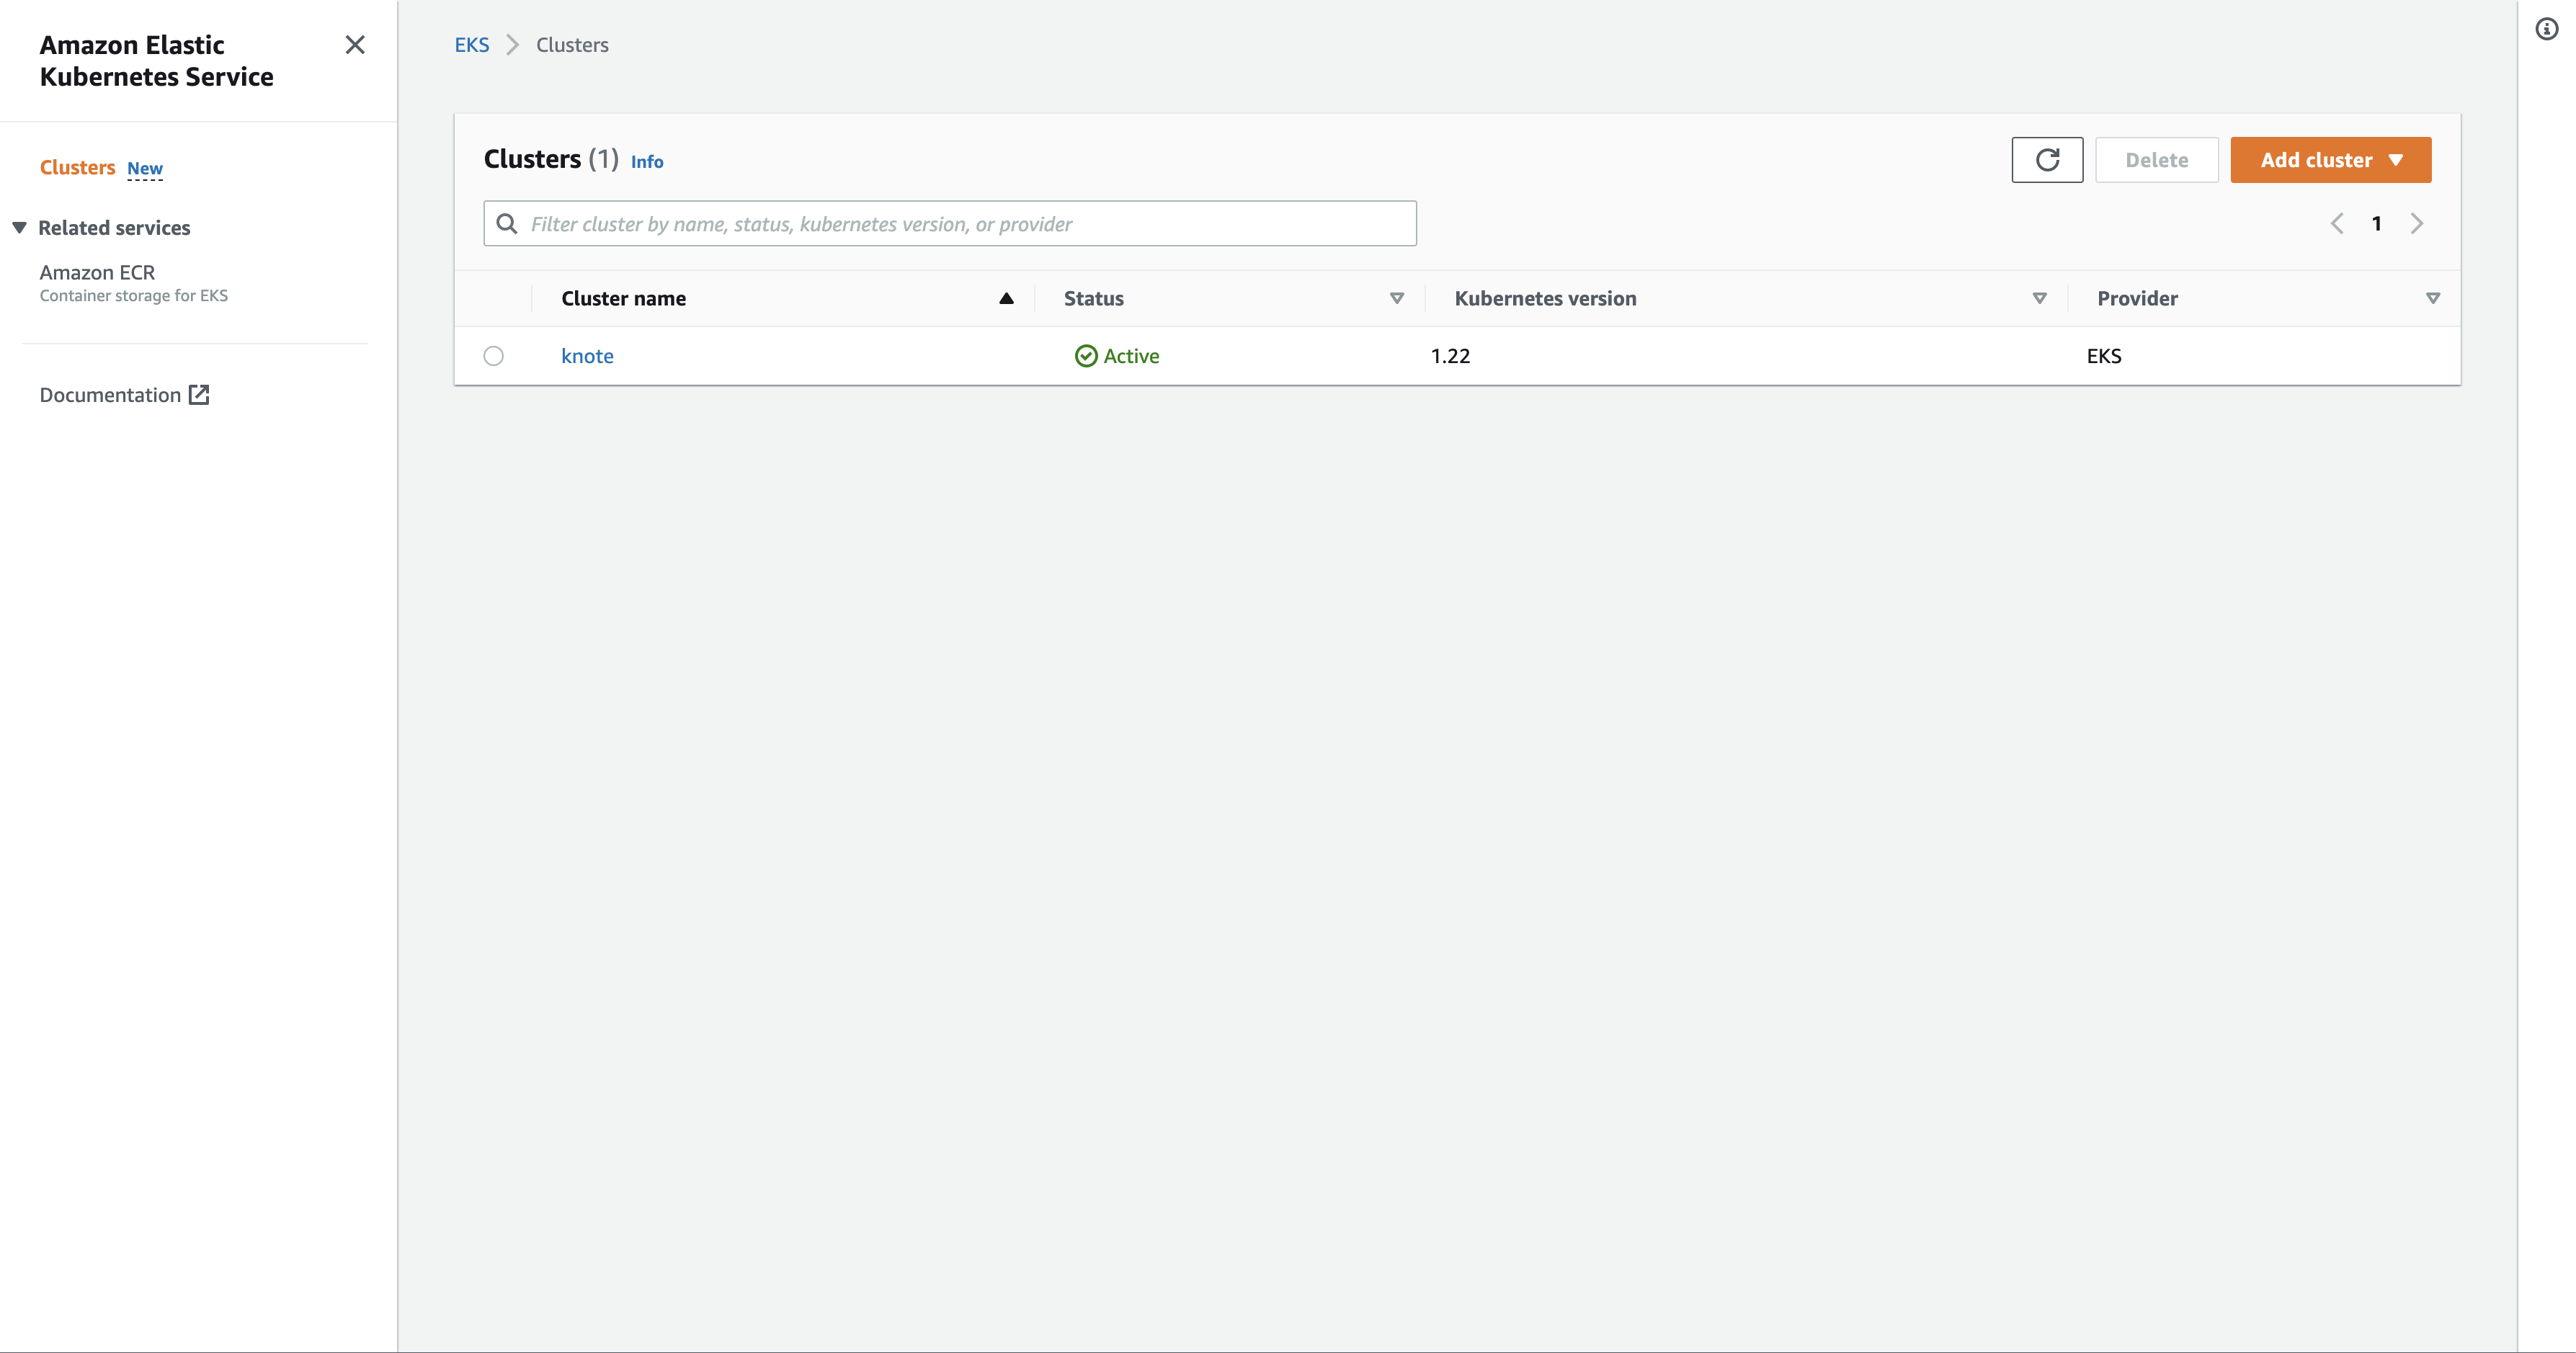 Amazon Elastic
Kubernetes Service
Clusters New
Related services
Amazon ECR
Container storage for EKS
Documentation
EKS Clusters
Clusters (1) Info
Delete
Add cluster
Filter cluster by name, status, kubernetes version, or provider
1
Cluster name Status Kubernetes version Provider
knote Active 1.22 EKS